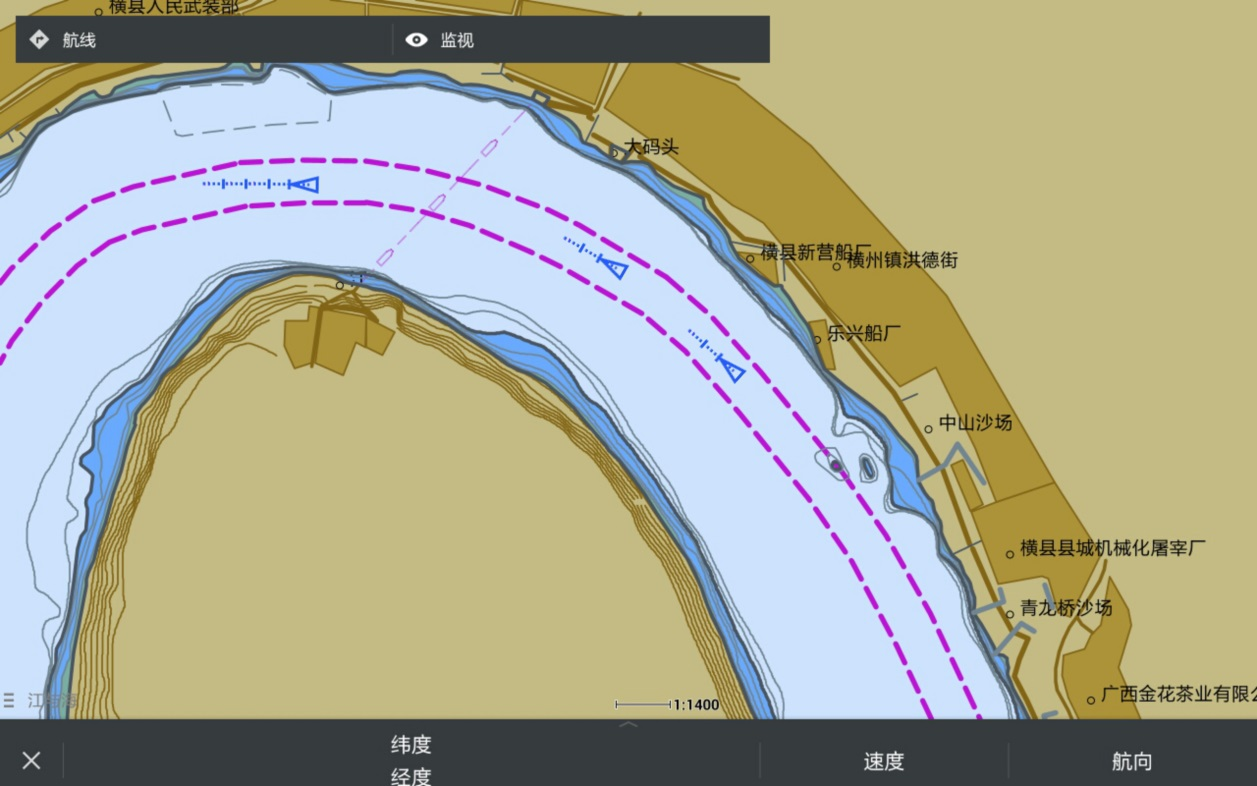 横县人民武装部
航线
监视
大码头
横县新营船厂
横州镇洪德街
乐兴船厂
中山沙场
横县县城机械化屠宰厂
青龙桥沙场
广西金花茶业有限
1:1400
纬度
经度
速度
航向